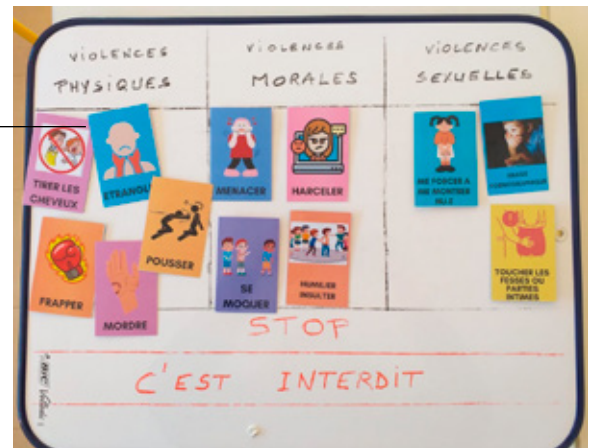 VIOLENCES
PHYSIQUES
VIOLENCES
MORALES
VIOLENCES
SEXUELLES
TIRER LES
CHEVEUX
ETRANGL
POUSSER
FRAPPER
MORDRE
MENACER
HARCELER
SE
MOQUER
HUMILIER
INSULTER
ME FORCER A
ME MONTRER
NU.E
TOUCHER LES
FESSES OU
PARTIES
INTIMES
STOP
C'EST INTERDIT